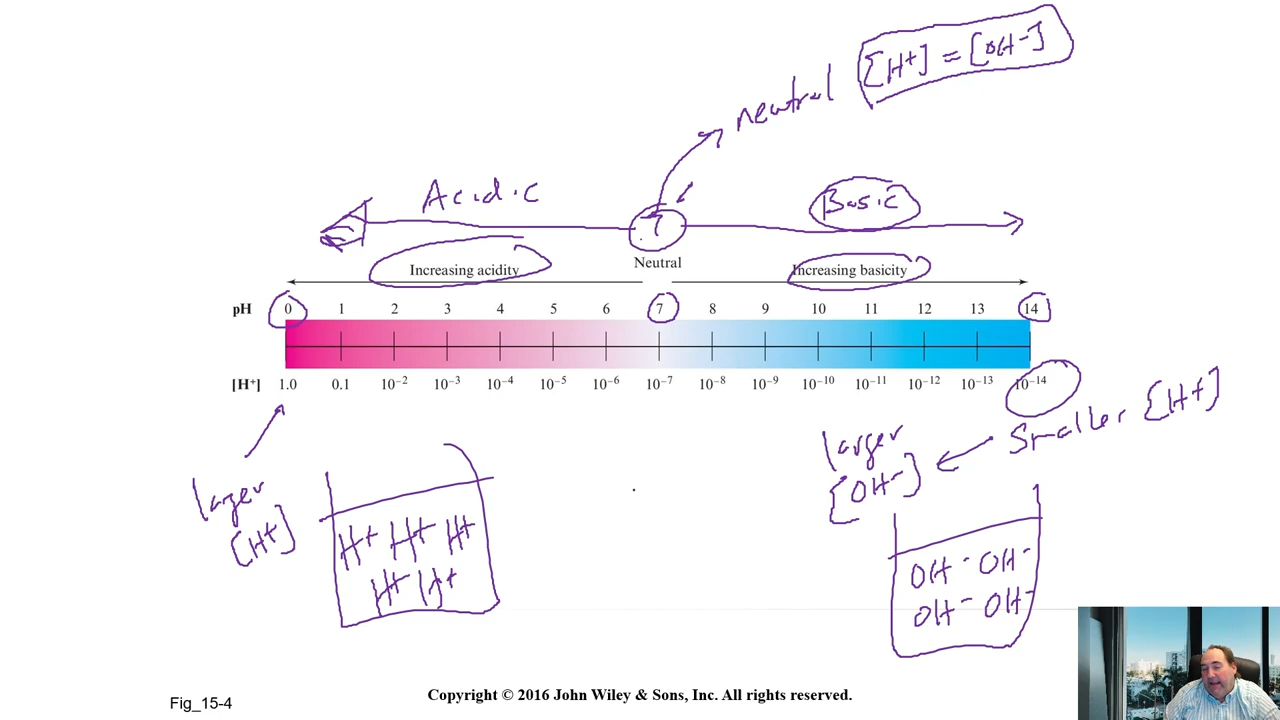 [H+] = [OH-]
neutral
Acidic
7
Basic
Increasing acidity
Neutral
Increasing basicity
pH 0 1 2 3 4 5 6 7 8 9 10 11 12 13 14
[H⁺] 1.0 0.1 10⁻² 10⁻³ 10⁻⁴ 10⁻⁵ 10⁻⁶ 10⁻⁷ 10⁻⁸ 10⁻⁹ 10⁻¹⁰ 10⁻¹¹ 10⁻¹² 10⁻¹³ 10⁻¹⁴
larger
[H+]
H+ H+ H+
H+ H+
Smaller [H+]
larger
[OH-]
OH- OH-
OH- OH-
Copyright © 2016 John Wiley & Sons, Inc. All rights reserved.
Fig_15-4